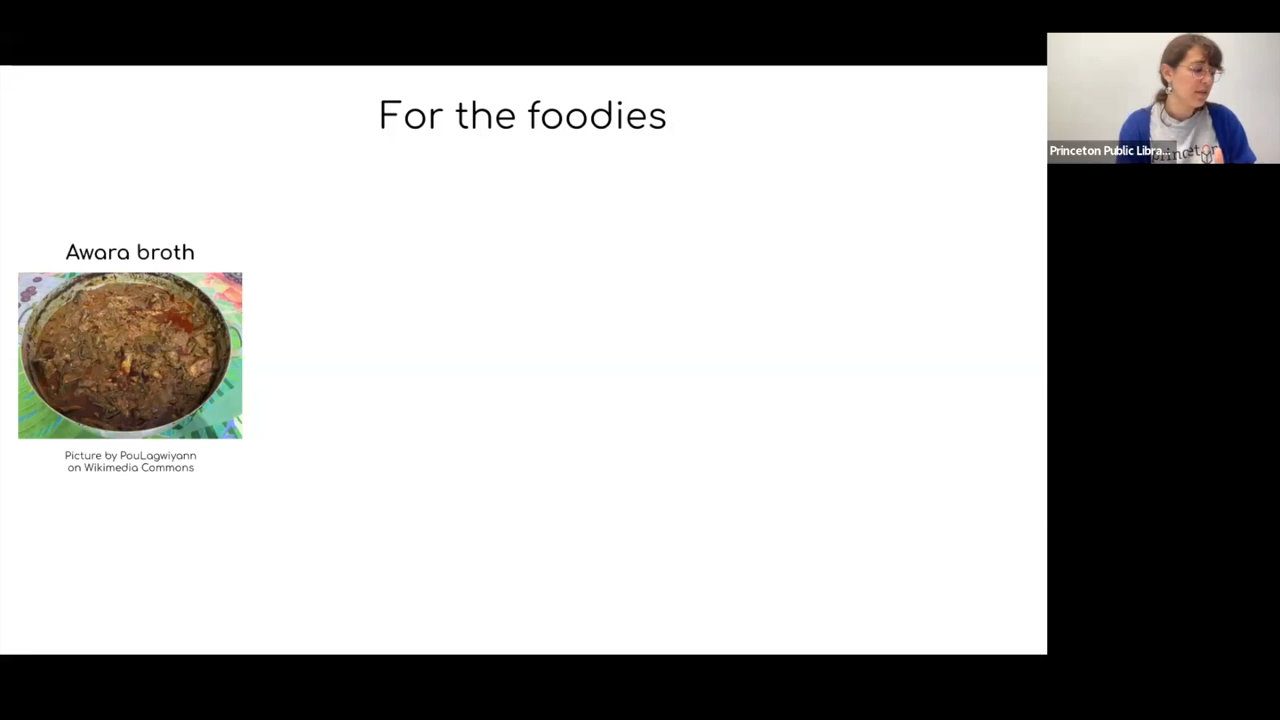 For the foodies
Awara broth
Picture by PouLagwiyann
on Wikimedia Commons
Princeton Public Libra...